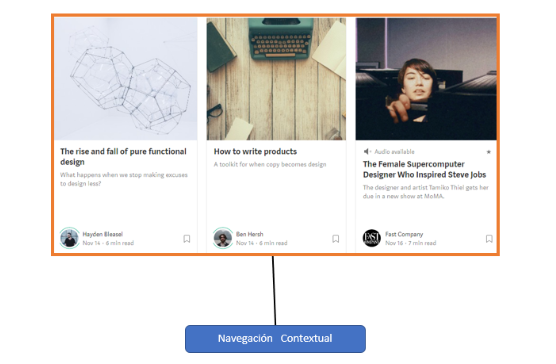 The rise and fall of pure functional
design
What happens when we stop making excuses
to design less?
Hayden Bleasel
Nov 14 · 6 min read
How to write products
A toolkit for when copy becomes design
Ben Hersh
Nov 14 · 8 min read
Audio available
The Female Supercomputer
Designer Who Inspired Steve Jobs
The designer and artist Tamiko Thiel gets her
due in a new show at MoMA.
FAST
COMPANY
Fast Company
Nov 16 · 7 min read
Navegación Contextual